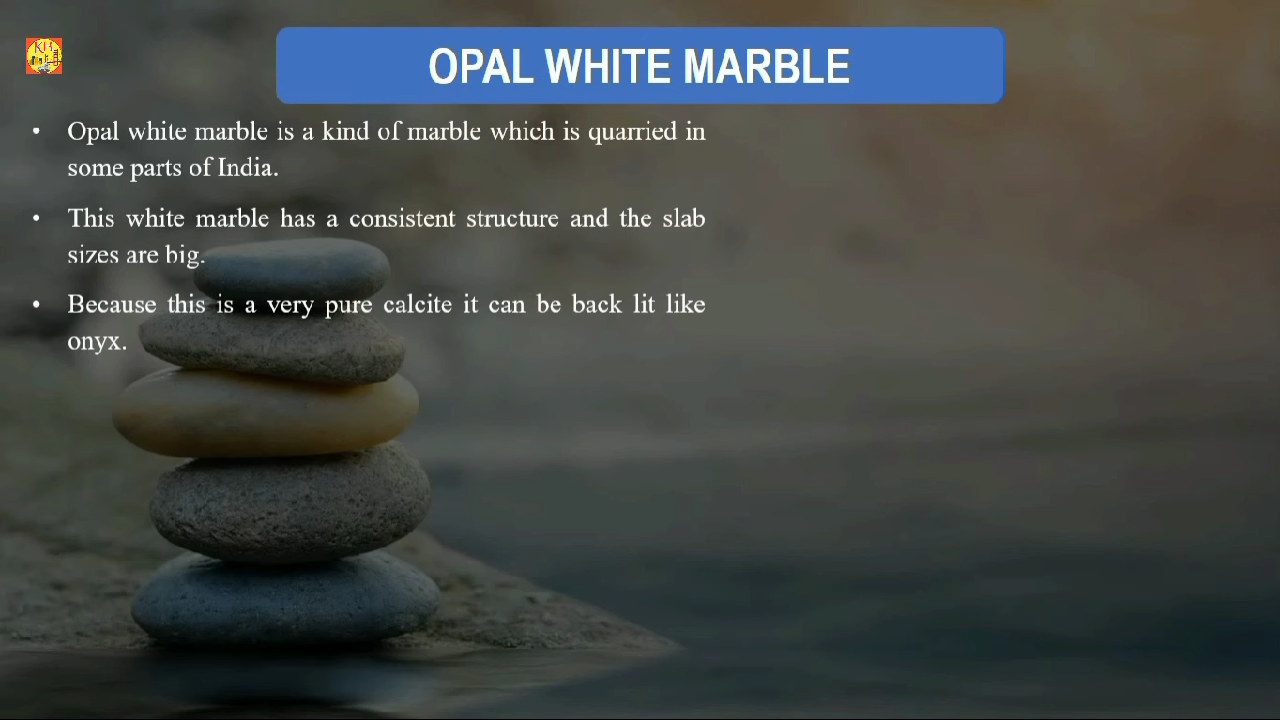 OPAL WHITE MARBLE
• Opal white marble is a kind of marble which is quarried in
some parts of India.
• This white marble has a consistent structure and the slab
sizes are big.
• Because this is a very pure calcite it can be back lit like
onyx.